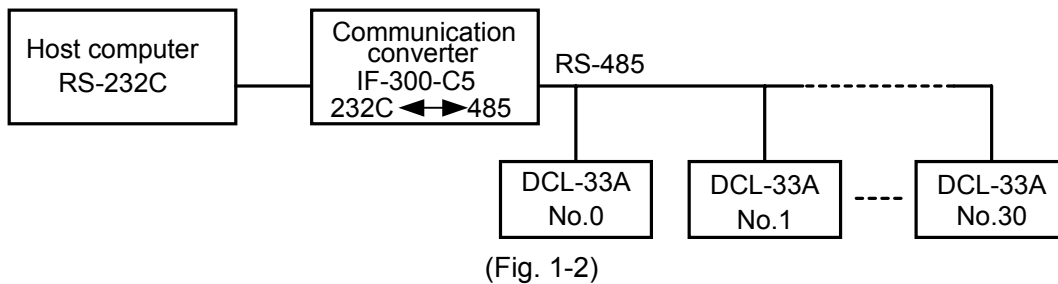 Host computer
RS-232C
Communication
converter
IF-300-C5
232C 485
RS-485
DCL-33A
No.0
DCL-33A
No.1
DCL-33A
No.30
(Fig. 1-2)